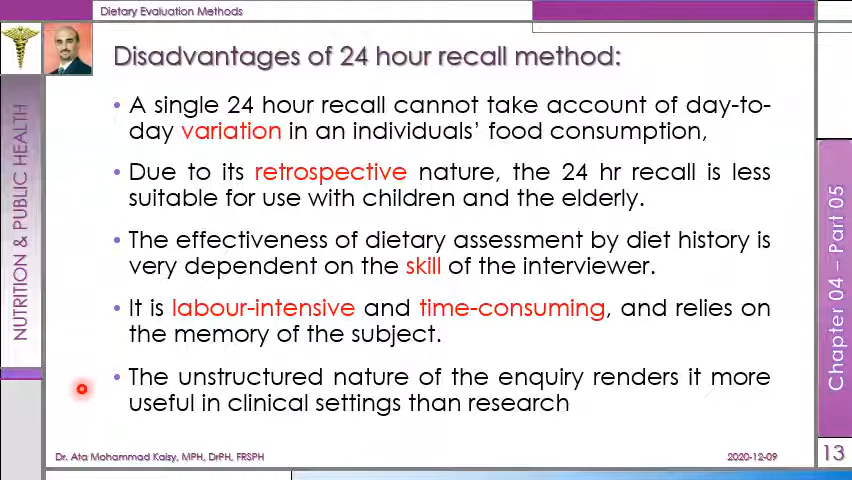 Dietary Evaluation Methods
Disadvantages of 24 hour recall method:
• A single 24 hour recall cannot take account of day-to-
day variation in an individuals’ food consumption,
• Due to its retrospective nature, the 24 hr recall is less
suitable for use with children and the elderly.
• The effectiveness of dietary assessment by diet history is
very dependent on the skill of the interviewer.
• It is labour-intensive and time-consuming, and relies on
the memory of the subject.
• The unstructured nature of the enquiry renders it more
useful in clinical settings than research
NUTRITION & PUBLIC HEALTH
Chapter 04 – Part 05
Dr. Ata Mohammad Kaisy, MPH, DrPH, FRSPH
2020-12-09
13